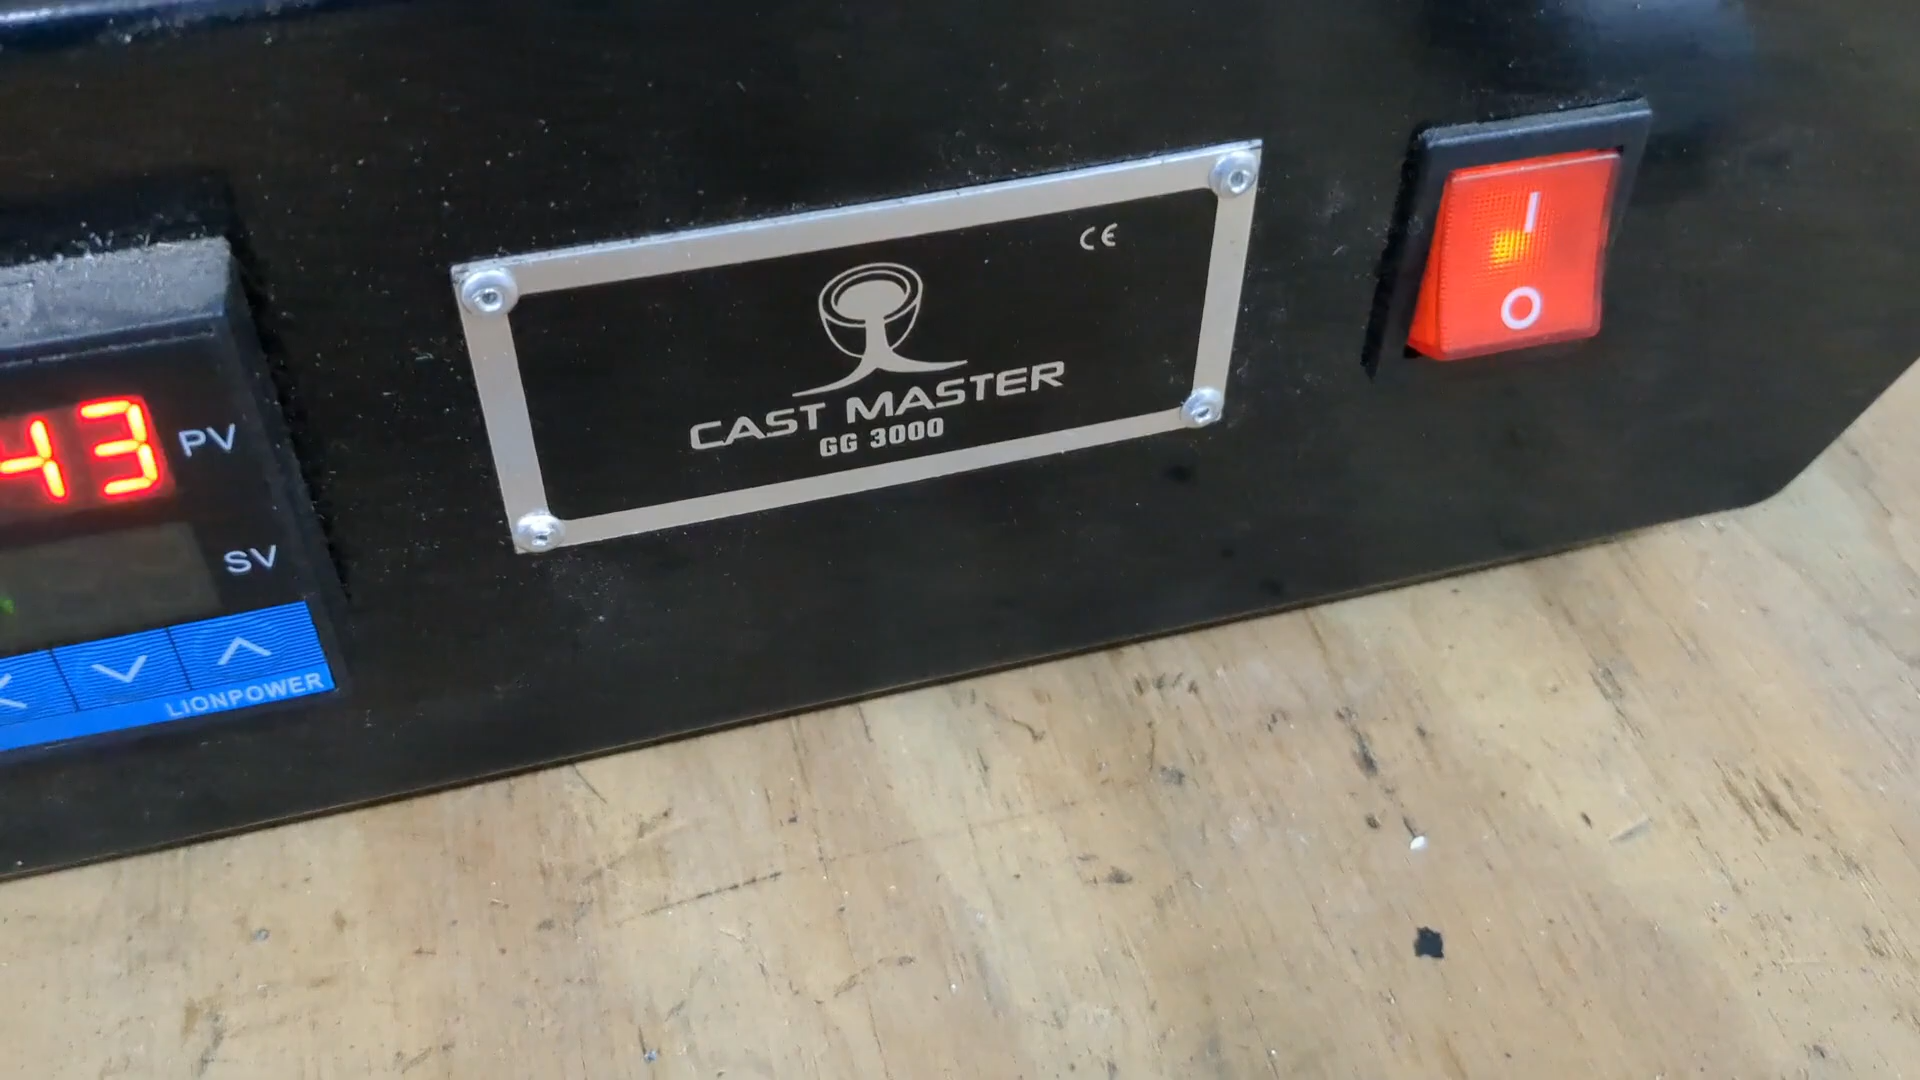 CE
CAST MASTER
GG 3000
43 PV
SV
LIONPOWER
I
O